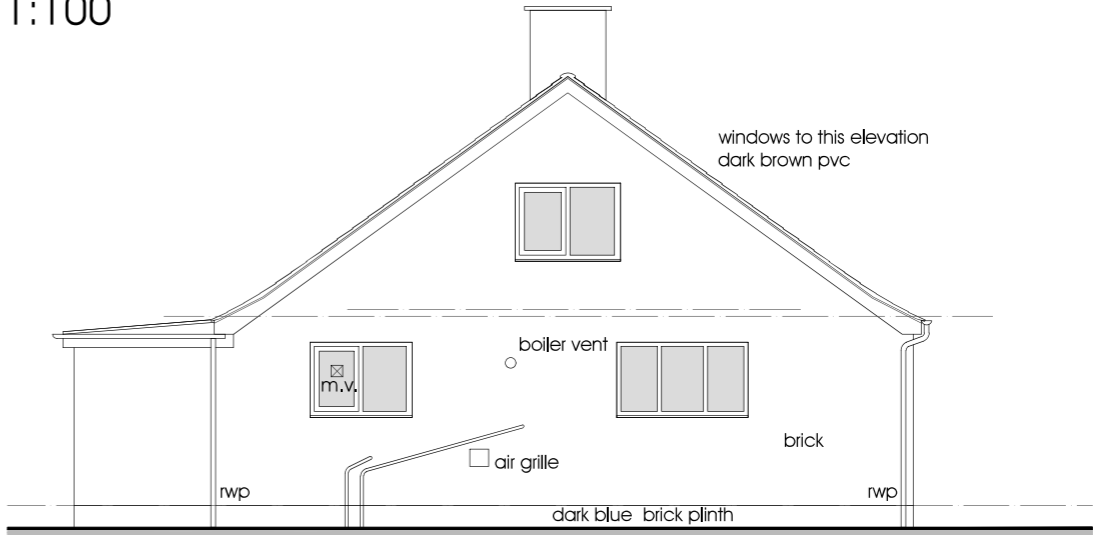 1:100
windows to this elevation
dark brown pvc
boiler vent
m.v.
brick
air grille
rwp
rwp
dark blue brick plinth